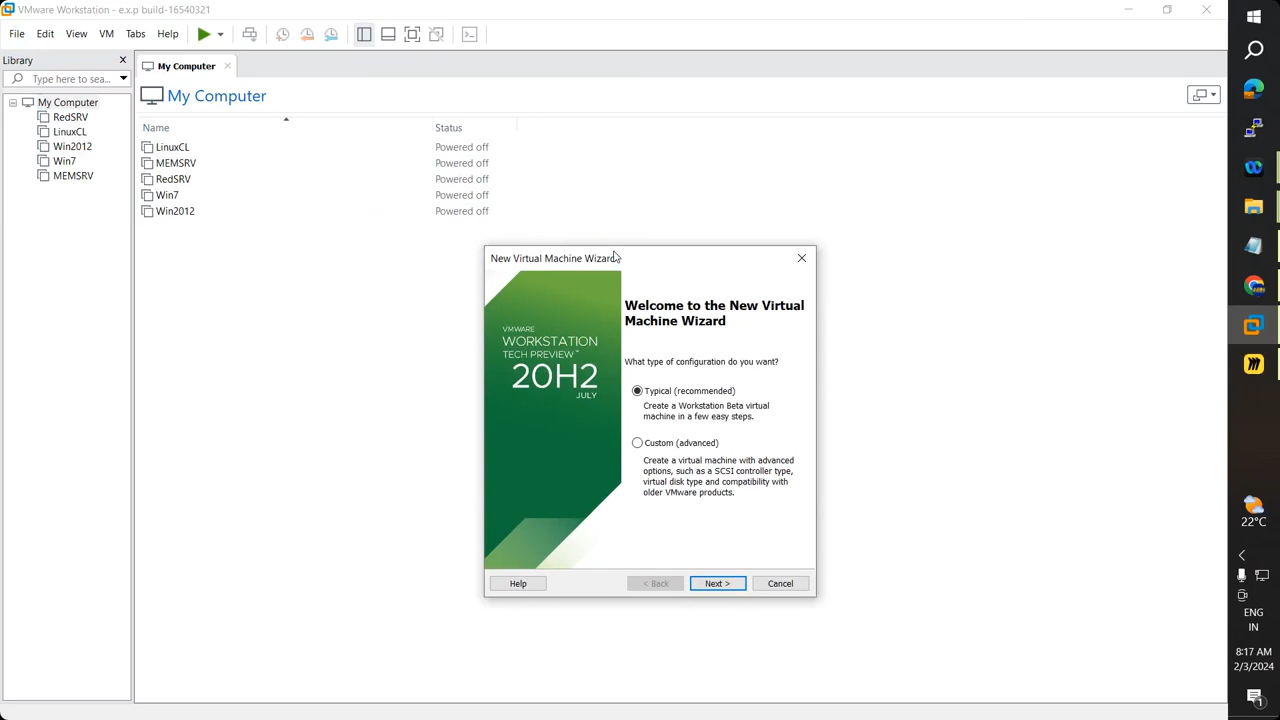 VMware Workstation - e.x.p build-16540321
File Edit View VM Tabs Help
Library
Type here to sea...
My Computer
RedSRV
LinuxCL
Win2012
Win7
MEMSRV
My Computer
My Computer
Name Status
LinuxCL Powered off
MEMSRV Powered off
RedSRV Powered off
Win7 Powered off
Win2012 Powered off
New Virtual Machine Wizard
VMWARE
WORKSTATION
TECH PREVIEW™
20H2
JULY
Welcome to the New Virtual
Machine Wizard
What type of configuration do you want?
Typical (recommended)
Create a Workstation Beta virtual
machine in a few easy steps.
Custom (advanced)
Create a virtual machine with advanced
options, such as a SCSI controller type,
virtual disk type and compatibility with
older VMware products.
Help < Back Next > Cancel
22°C
ENG
IN
8:17 AM
2/3/2024
1